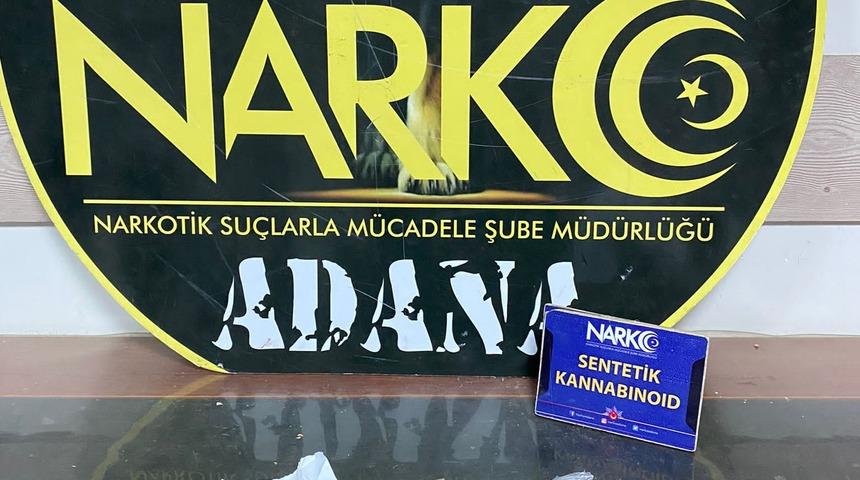 NARKO
NARKOTİK SUÇLARLA MÜCADELE ŞUBE MÜDÜRLÜĞÜ
ADANA
NARKO
SENTETİK
KANNABINOID